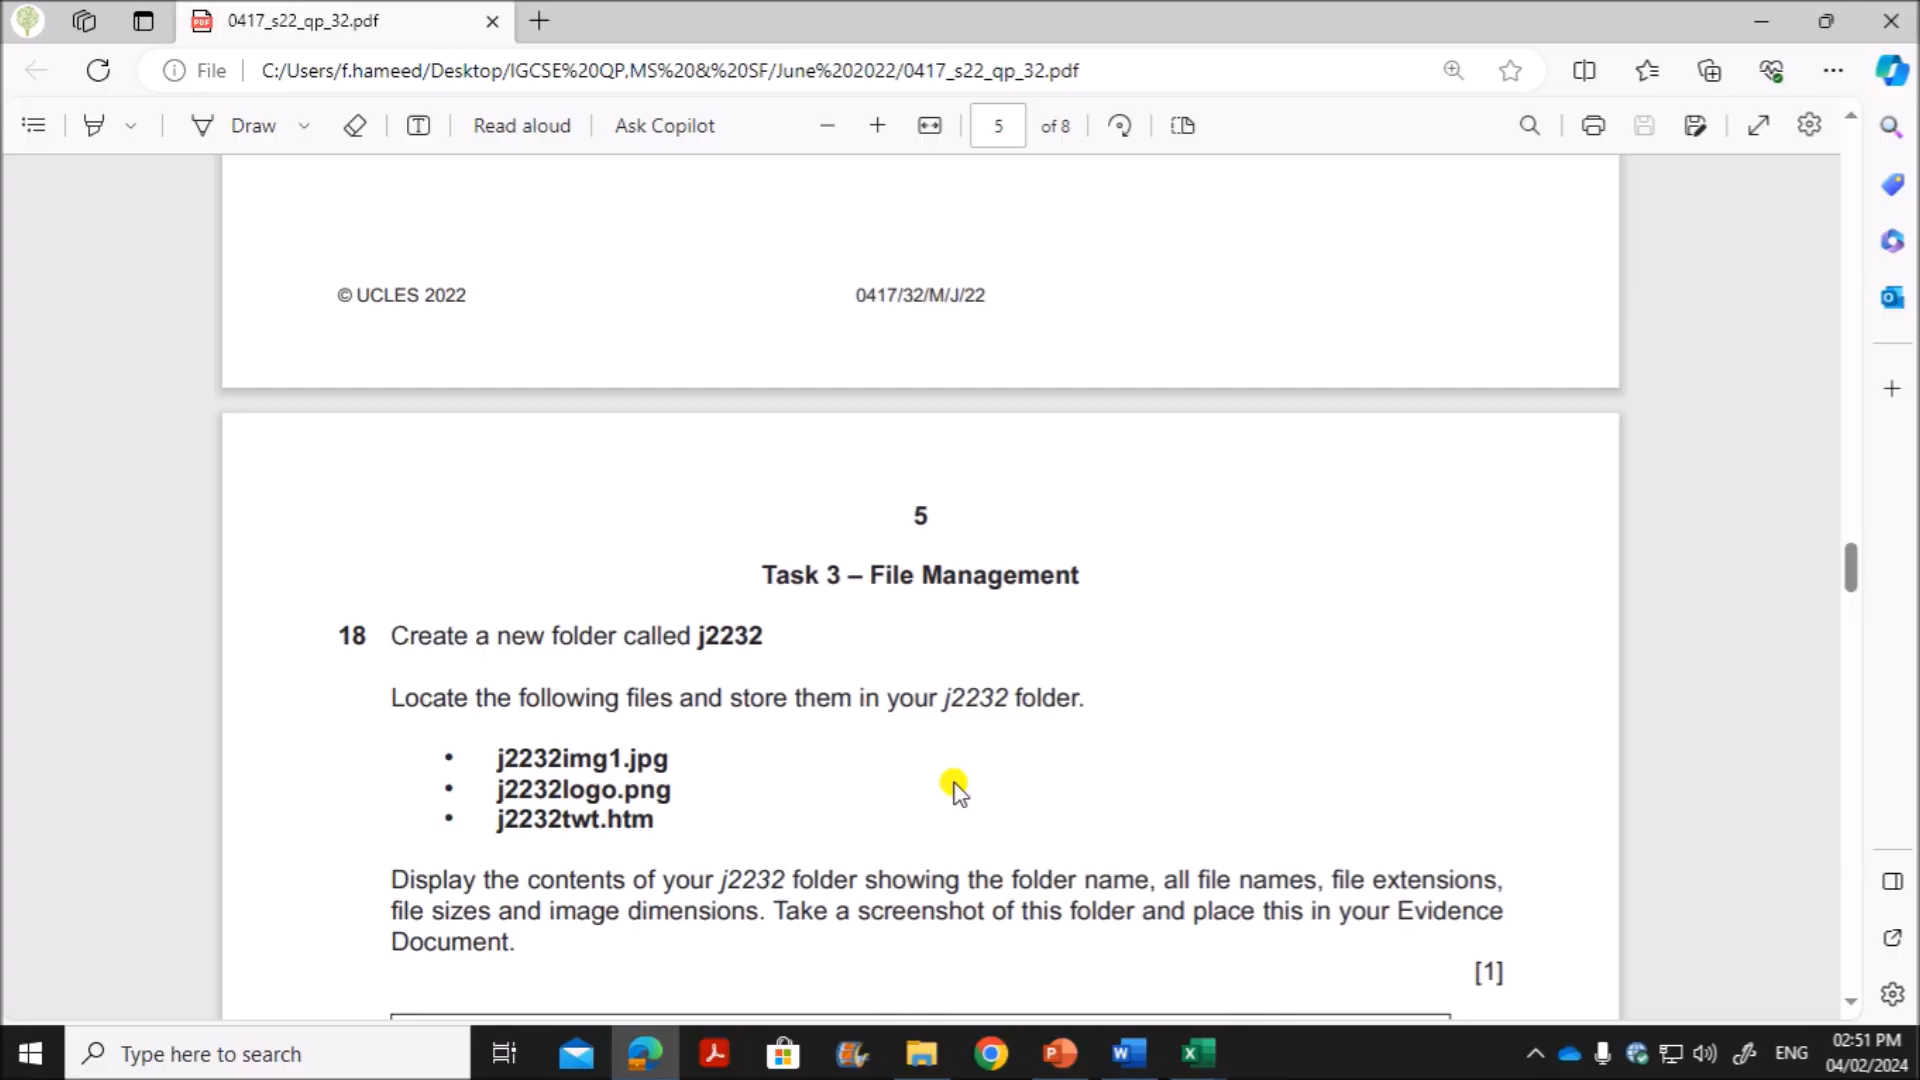 0417_s22_qp_32.pdf
File
C:/Users/f.hameed/Desktop/IGCSE%20QP,MS%20&%20SF/June%202022/0417_s22_qp_32.pdf
Draw
Read aloud
Ask Copilot
5 of 8
© UCLES 2022 0417/32/M/J/22
5
Task 3 – File Management
18 Create a new folder called j2232
Locate the following files and store them in your j2232 folder.
• j2232img1.jpg
• j2232logo.png
• j2232twt.htm
Display the contents of your j2232 folder showing the folder name, all file names, file extensions,
file sizes and image dimensions. Take a screenshot of this folder and place this in your Evidence
Document.
[1]
Type here to search
ENG
02:51 PM
04/02/2024